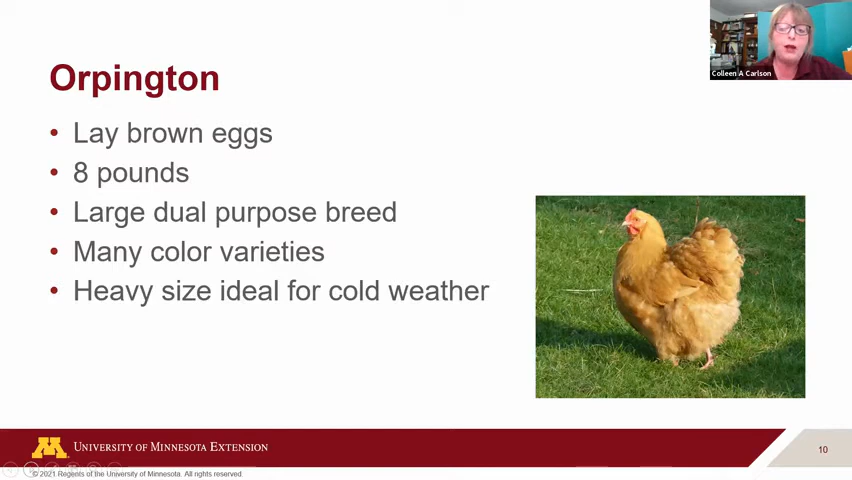 Orpington
• Lay brown eggs
• 8 pounds
• Large dual purpose breed
• Many color varieties
• Heavy size ideal for cold weather
Colleen A Carlson
M
UNIVERSITY OF MINNESOTA EXTENSION
10
© 2021 Regents of the University of Minnesota. All rights reserved.